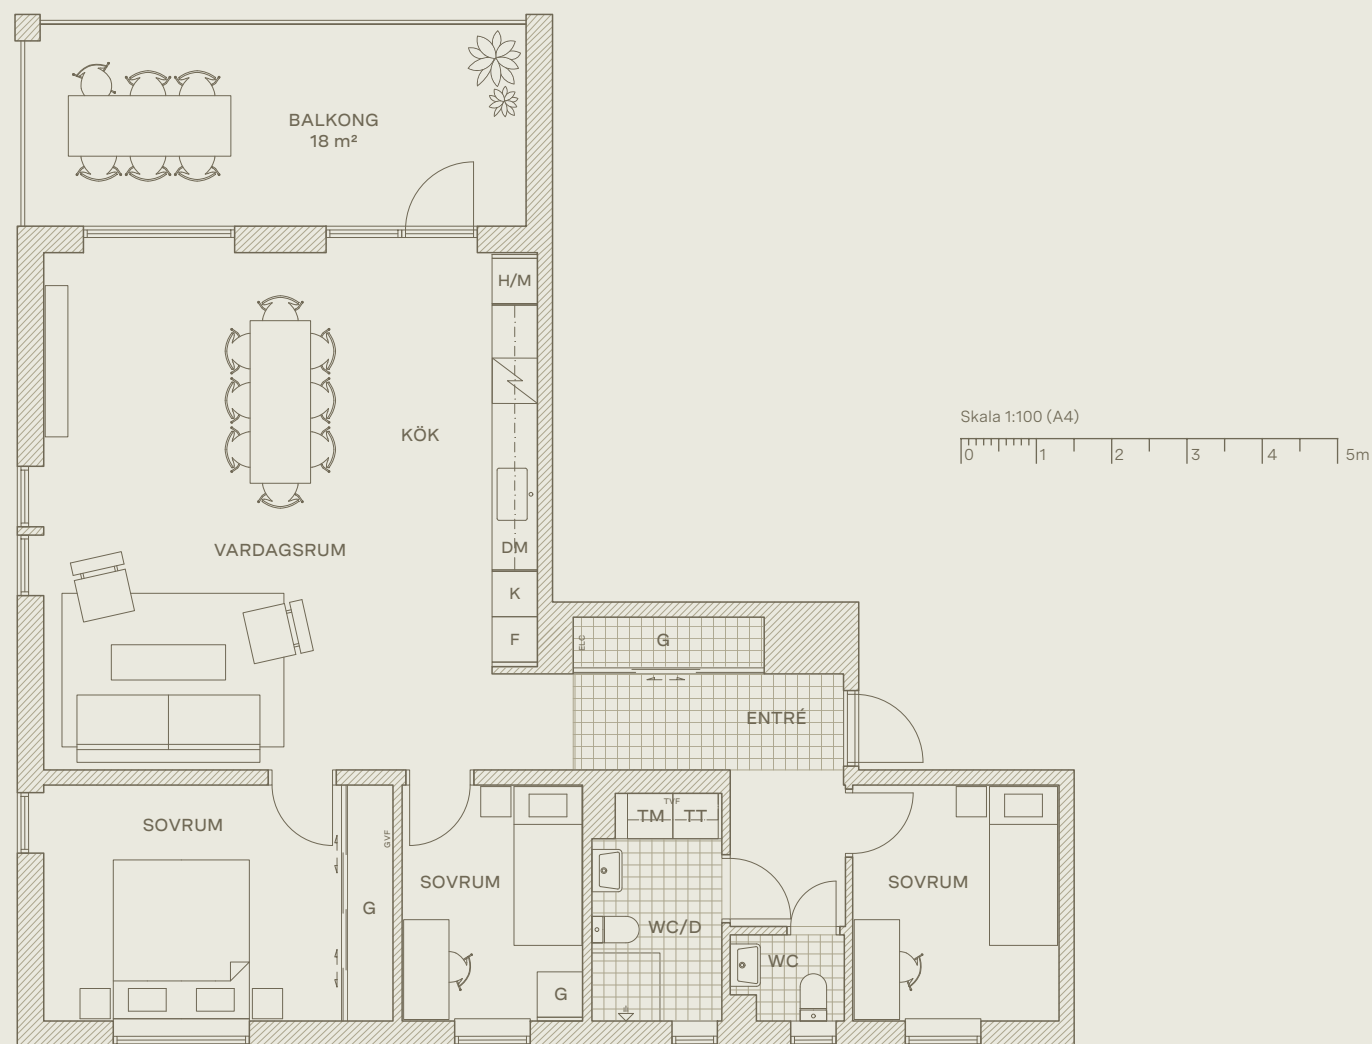 BALKONG
18 m²
H/M
Skala 1:100 (A4)
KÖK
0 1 2 3 4 5m
VARDAGSRUM
DM
K
F
ELC
G
ENTRÉ
TVF
TM TT
SOVRUM
GVF
SOVRUM
SOVRUM
G
WC/D
WC
G